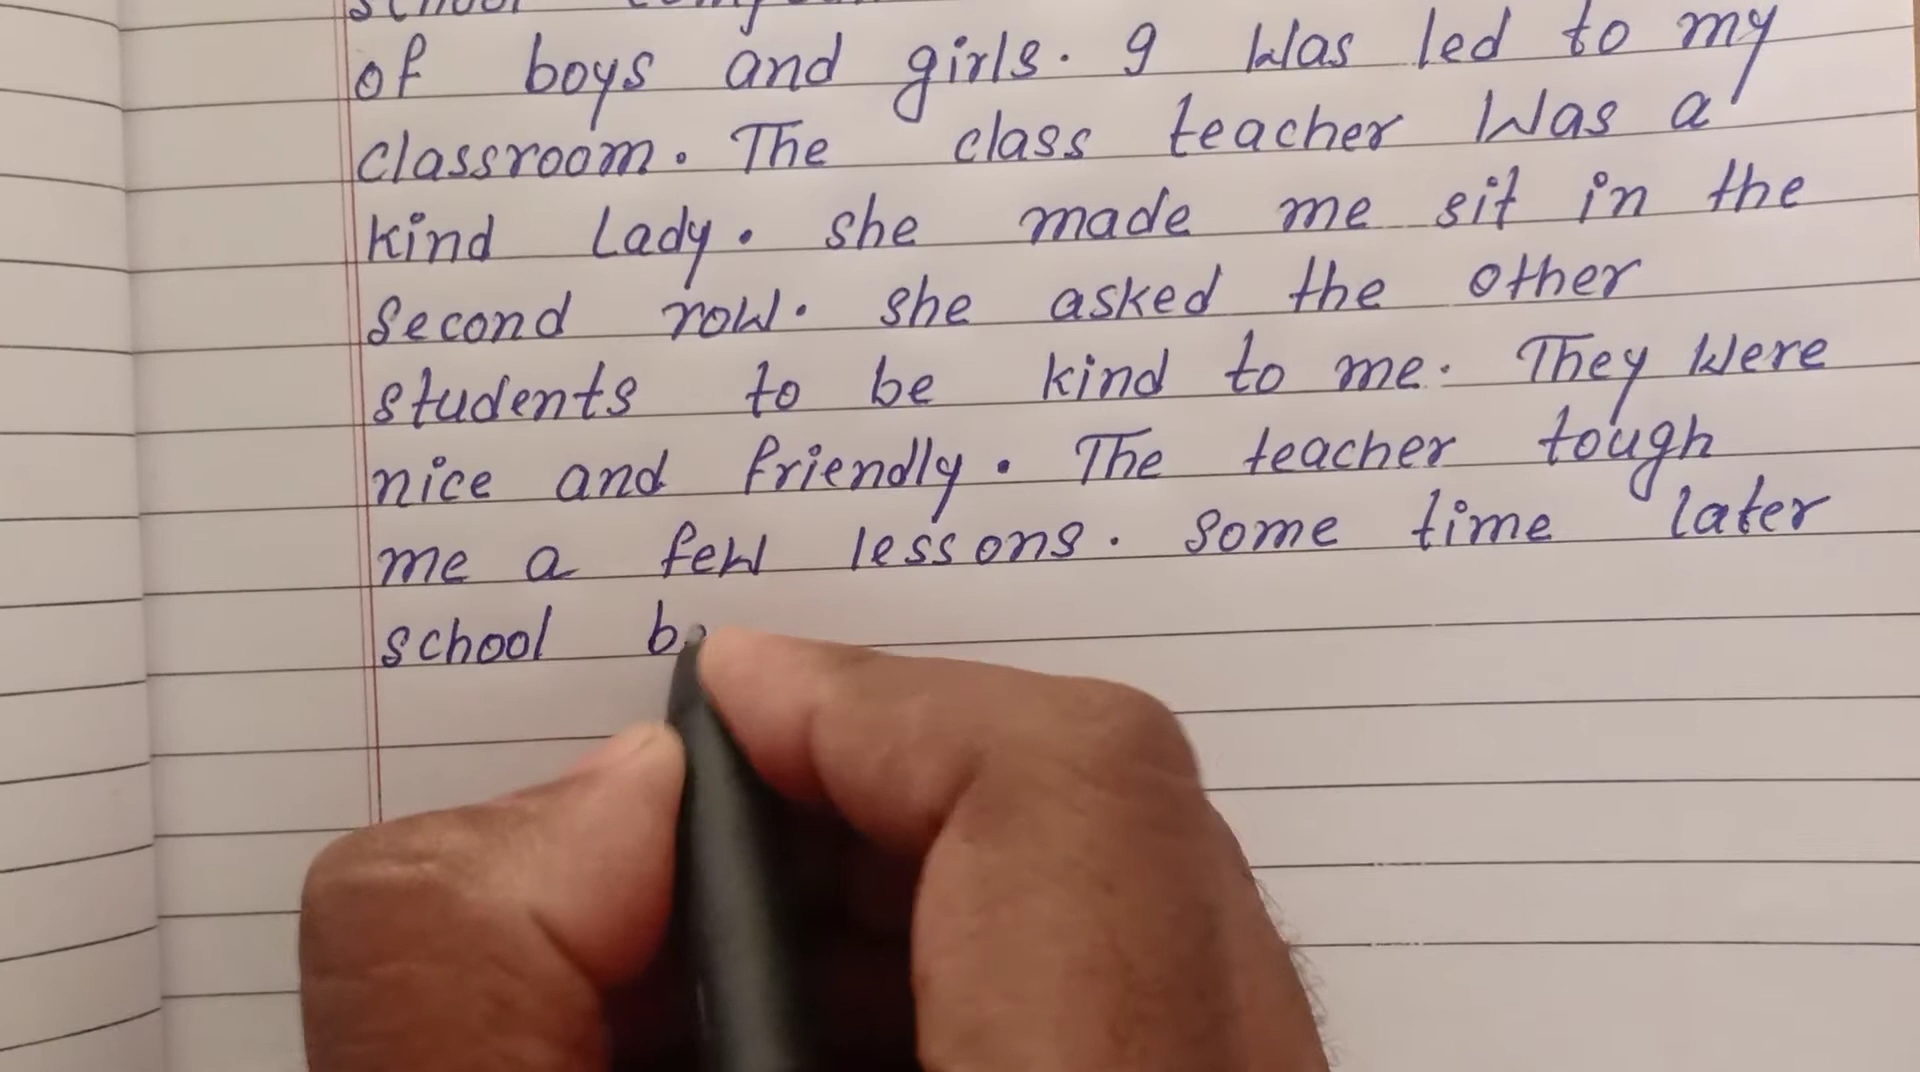 school
of boys and girls. I was led to my
classroom. The class teacher was a
kind Lady. she made me sit in the
second row. she asked the other
students to be kind to me. They were
nice and friendly. The teacher tough
me a few lessons. some time later
school